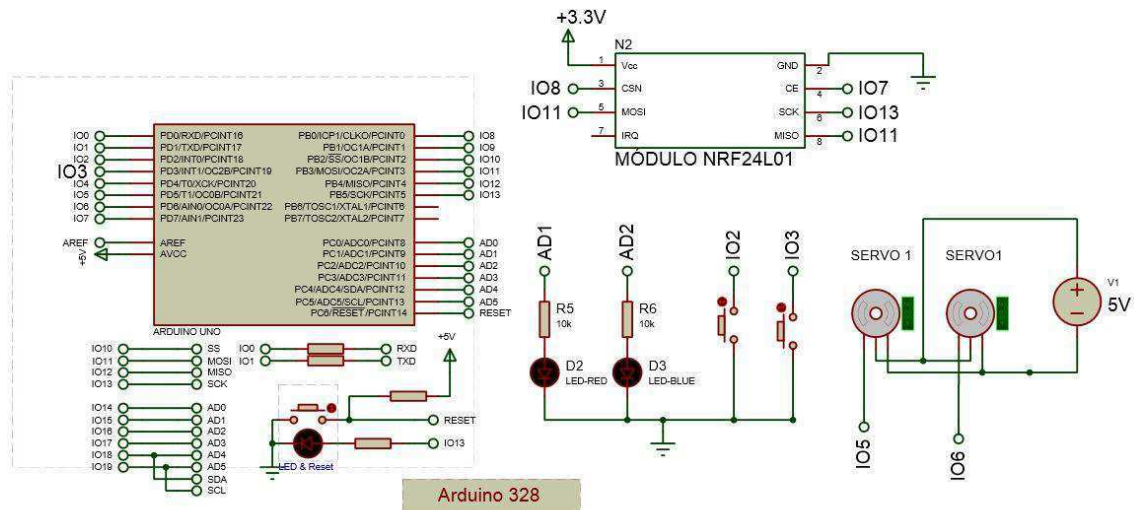 +3.3V
N2
1 Vcc GND 2
IO8 3 CSN CE 4 IO7
IO11 5 MOSI SCK 6 IO13
7 IRQ MISO 8 IO11
MÓDULO NRF24L01
IO0 PD0/RXD/PCINT16 PB0/ICP1/CLKO/PCINT0 IO8
IO1 PD1/TXD/PCINT17 PB1/OC1A/PCINT1 IO9
IO2 PD2/INT0/PCINT18 PB2/SS/OC1B/PCINT2 IO10
IO3 PD3/INT1/OC2B/PCINT19 PB3/MOSI/OC2A/PCINT3 IO11
IO4 PD4/T0/XCK/PCINT20 PB4/MISO/PCINT4 IO12
IO5 PD5/T1/OC0B/PCINT21 PB5/SCK/PCINT5 IO13
IO6 PD6/AIN0/OC0A/PCINT22 PB6/TOSC1/XTAL1/PCINT6
IO7 PD7/AIN1/PCINT23 PB7/TOSC2/XTAL2/PCINT7
AREF AREF PC0/ADC0/PCINT8 AD0
+5V AVCC PC1/ADC1/PCINT9 AD1
PC2/ADC2/PCINT10 AD2
PC3/ADC3/PCINT11 AD3
PC4/ADC4/SDA/PCINT12 AD4
PC5/ADC5/SCL/PCINT13 AD5
PC6/RESET/PCINT14 RESET
ARDUINO UNO
IO10 SS
IO11 MOSI
IO12 MISO
IO13 SCK
IO0 RXD
IO1 TXD
+5V
IO14 AD0
IO15 AD1
IO16 AD2
IO17 AD3
IO18 AD4
IO19 AD5
SDA
SCL
RESET
IO13
LED & Reset
AD1
AD2
IO2
IO3
R5
10k
R6
10k
D2
LED-RED
D3
LED-BLUE
SERVO 1
SERVO1
V1
5V
IO5
IO6
Arduino 328